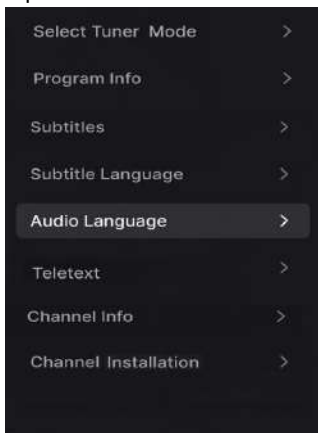 Select Tuner Mode
Program Info
Subtitles
Subtitle Language
Audio Language
Teletext
Channel Info
Channel Installation